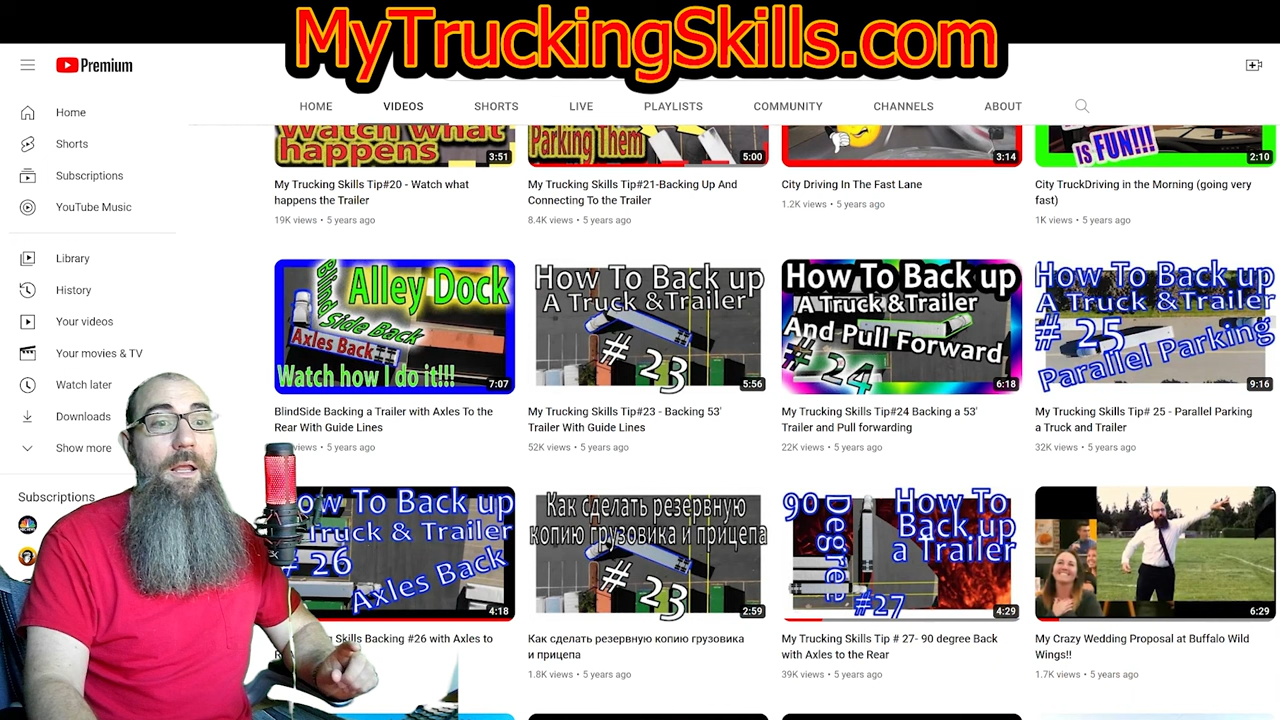 MyTruckingSkills.com
Premium
HOME
VIDEOS
SHORTS
LIVE
PLAYLISTS
COMMUNITY
CHANNELS
ABOUT
Home
Shorts
Subscriptions
YouTube Music
Library
History
Your videos
Your movies & TV
Watch later
Downloads
Show more
Subscriptions
Watch what
happens
3:51
My Trucking Skills Tip#20 - Watch what
happens the Trailer
19K views • 5 years ago
Parking Them
5:00
My Trucking Skills Tip#21-Backing Up And
Connecting To the Trailer
8.4K views • 5 years ago
3:14
City Driving In The Fast Lane
1.2K views • 5 years ago
is FUN!!!
2:10
City TruckDriving in the Morning (going very
fast)
1K views • 5 years ago
Alley Dock
Blind
Side Back
Axles Back
Watch how I do it!!!
7:07
BlindSide Backing a Trailer with Axles To the
Rear With Guide Lines
views • 5 years ago
How To Back up
A Truck &Trailer
# 23
5:56
My Trucking Skills Tip#23 - Backing 53'
Trailer With Guide Lines
52K views • 5 years ago
How To Back up
A Truck &Trailer
And Pull Forward
# 24
6:18
My Trucking Skills Tip#24 Backing a 53'
Trailer and Pull forwarding
22K views • 5 years ago
How To Back up
A Truck &Trailer
# 25
Parallel Parking
9:16
My Trucking Skills Tip# 25 - Parallel Parking
a Truck and Trailer
32K views • 5 years ago
ow To Back up
Truck & Trailer
# 26
Axles Back
4:18
Skills Backing #26 with Axles to
Как сделать резервную
копию грузовика и прицепа
# 23
2:59
Как сделать резервную копию грузовика
и прицепа
1.8K views • 5 years ago
90
Degree
How To
Back up
a Trailer
#27
4:29
My Trucking Skills Tip # 27- 90 degree Back
with Axles to the Rear
39K views • 5 years ago
6:29
My Crazy Wedding Proposal at Buffalo Wild
Wings!!
1.7K views • 5 years ago